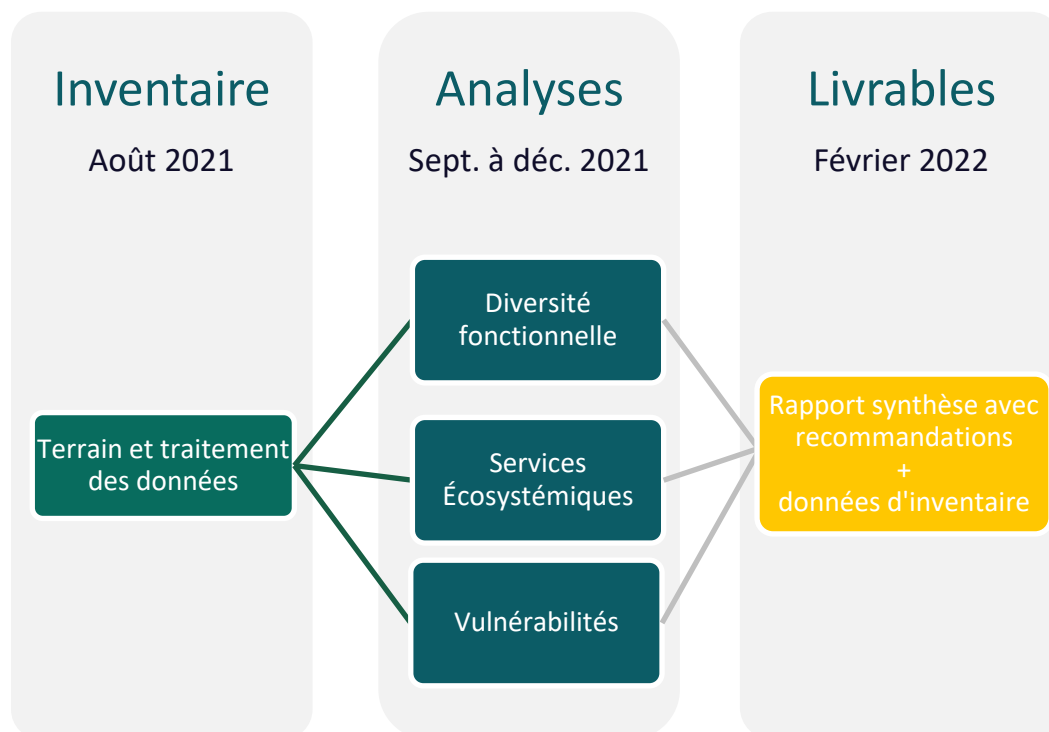 Inventaire
Août 2021
Terrain et traitement
des données
Analyses
Sept. à déc. 2021
Diversité
fonctionnelle
Services
Écosystémiques
Vulnérabilités
Livrables
Février 2022
Rapport synthèse avec
recommandations
+
données d'inventaire